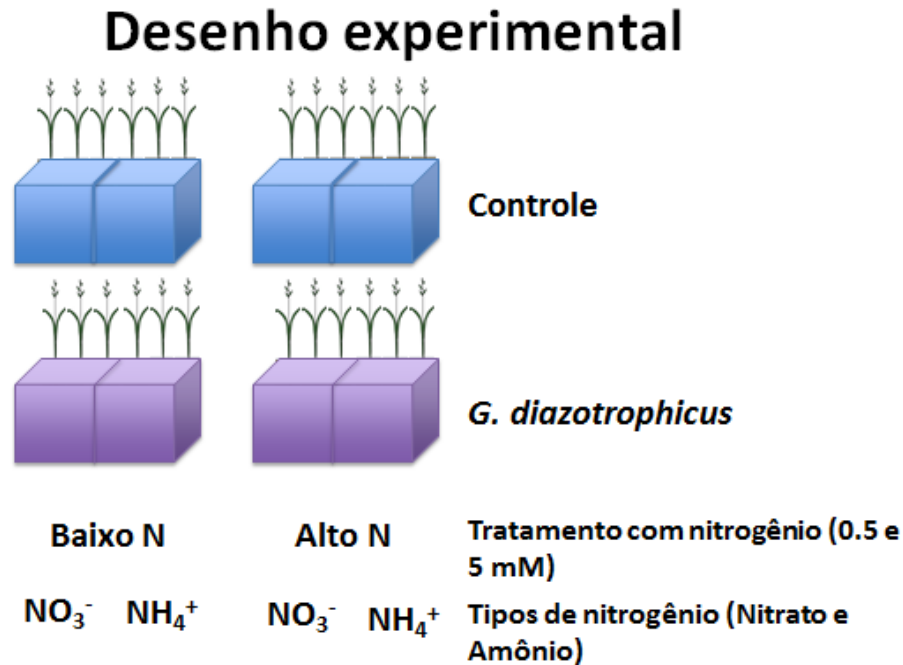 Desenho experimental
Controle
G. diazotrophicus
Baixo N
Alto N
Tratamento com nitrogênio (0.5 e
5 mM)
NO₃⁻ NH₄⁺
NO₃⁻ NH₄⁺
Tipos de nitrogênio (Nitrato e
Amônio)